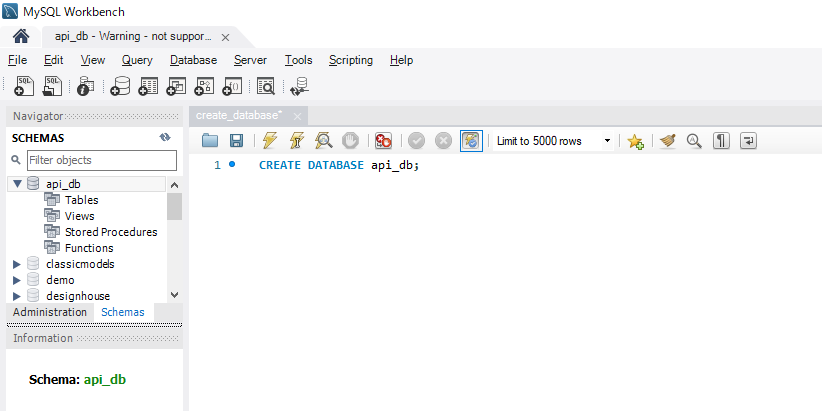 MySQL Workbench
api_db - Warning - not suppor...
File Edit View Query Database Server Tools Scripting Help
SQL SQL
Navigator
create_database*
SCHEMAS
Limit to 5000 rows
Filter objects
1 CREATE DATABASE api_db;
api_db
Tables
Views
Stored Procedures
Functions
classicmodels
demo
designhouse
Administration Schemas
Information
Schema: api_db